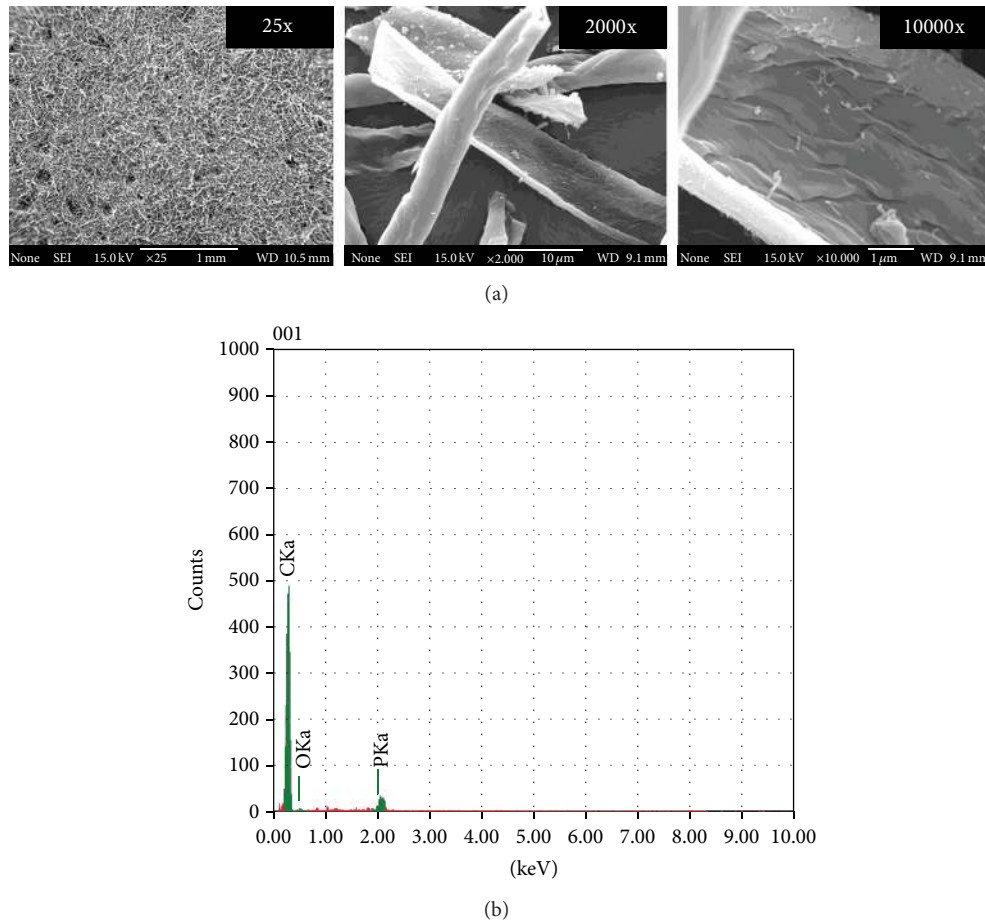 25x
None SEI 15.0 kV ×25 1 mm WD 10.5 mm
2000x
None SEI 15.0 kV ×2.000 10 μm WD 9.1 mm
10000x
None SEI 15.0 kV ×10.000 1 μm WD 9.1 mm
(a)
001
1000
900
800
700
600
500
400
300
200
100
0
Counts
CKa
OKa
PKa
0.00 1.00 2.00 3.00 4.00 5.00 6.00 7.00 8.00 9.00 10.00
(keV)
(b)